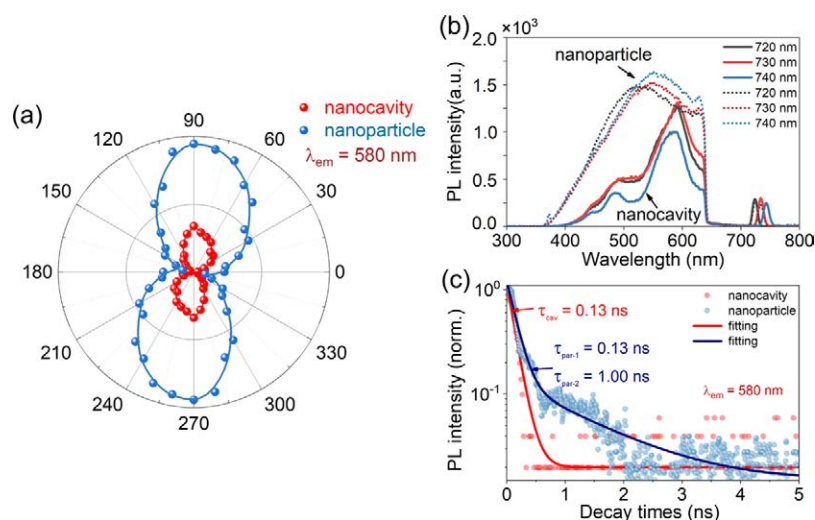 (a)
90
60
30
0
330
300
270
240
210
180
150
120
nanocavity
nanoparticle
λem = 580 nm
(b)
×10³
2.0
1.5
1.0
0.5
0.0
PL intensity(a.u.)
nanoparticle
nanocavity
720 nm
730 nm
740 nm
720 nm
730 nm
740 nm
300 400 500 600 700 800
Wavelength (nm)
(c)
10⁰
10⁻¹
PL intensity (norm.)
τcav = 0.13 ns
τpar-1 = 0.13 ns
τpar-2 = 1.00 ns
nanocavity
nanoparticle
fitting
fitting
λem = 580 nm
0 1 2 3 4 5
Decay times (ns)